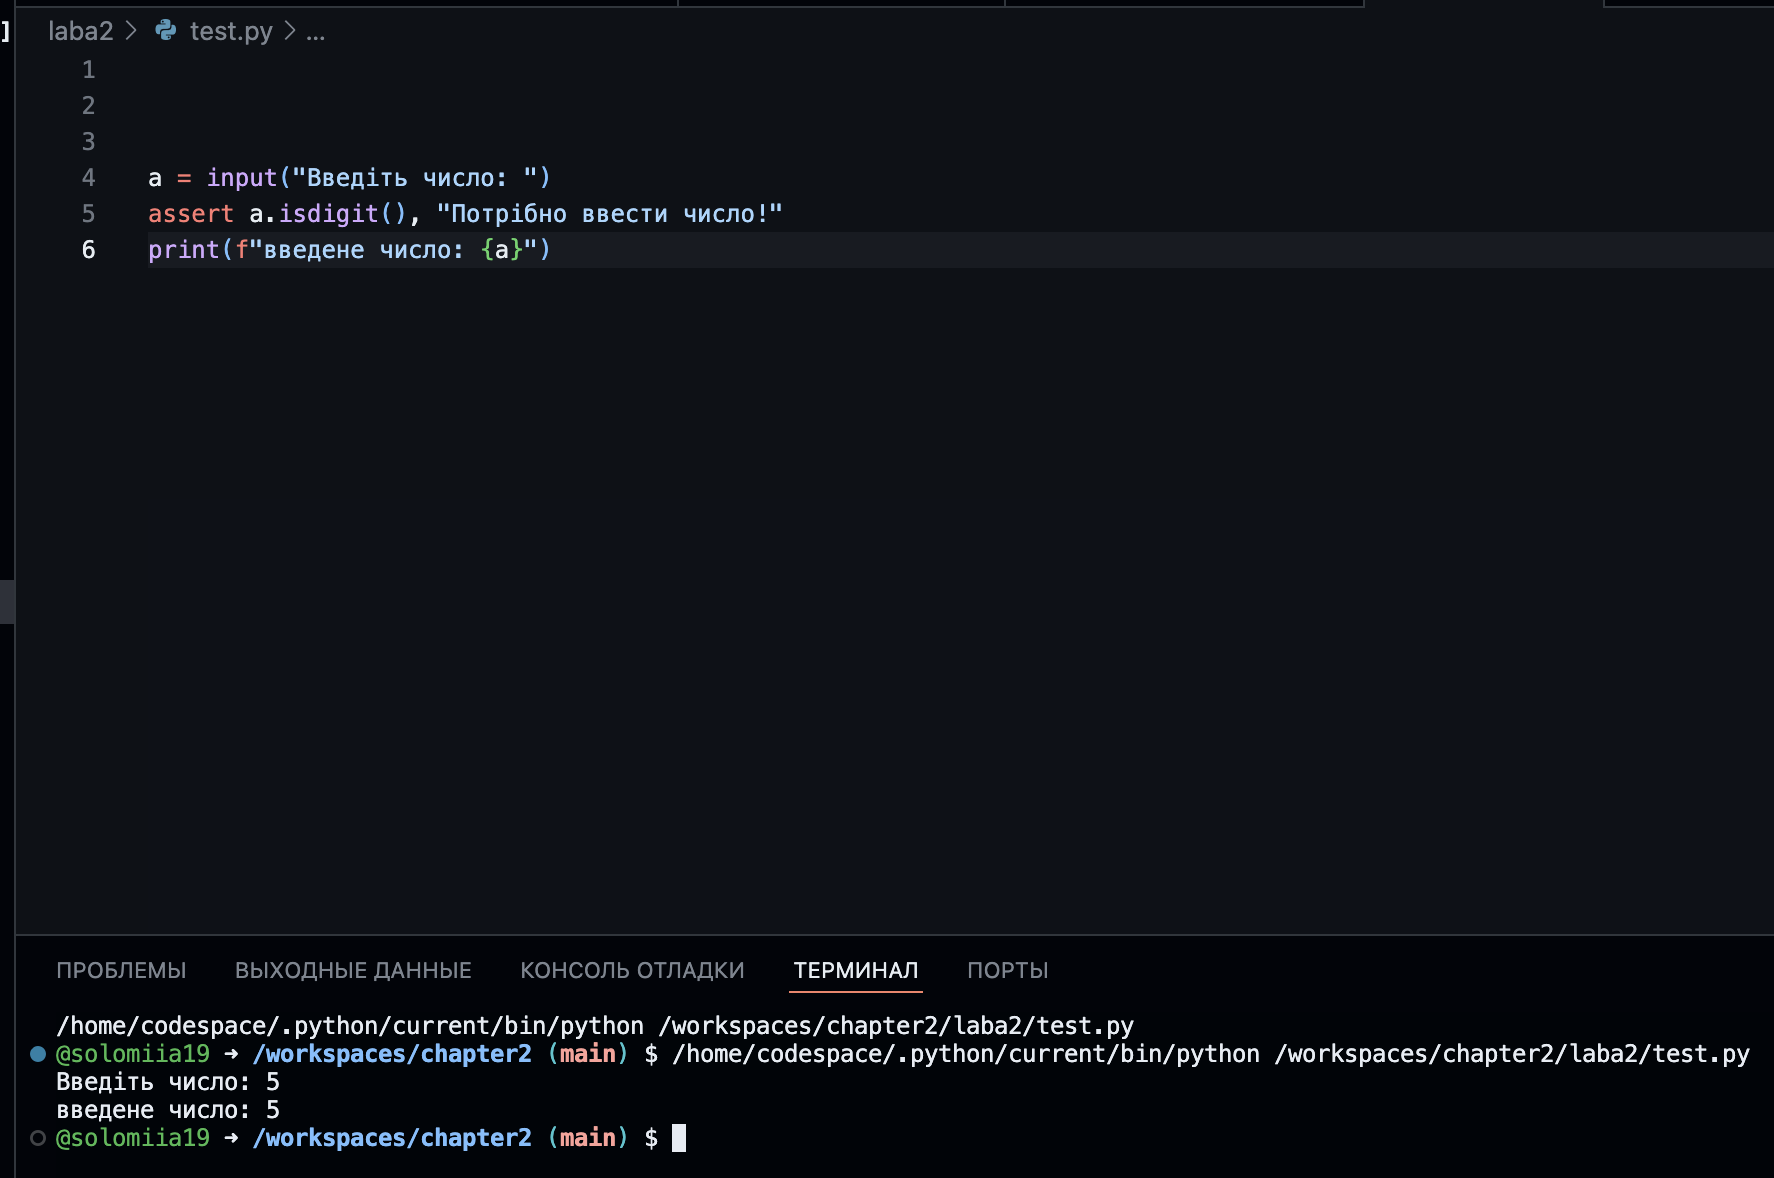 ]
laba2 > test.py > ...
1
2
3
4 a = input("Введіть число: ")
5 assert a.isdigit(), "Потрібно ввести число!"
6 print(f"введене число: {a}")
ПРОБЛЕМЫ ВЫХОДНЫЕ ДАННЫЕ КОНСОЛЬ ОТЛАДКИ ТЕРМИНАЛ ПОРТЫ
/home/codespace/.python/current/bin/python /workspaces/chapter2/laba2/test.py
@solomiia19 ➜ /workspaces/chapter2 (main) $ /home/codespace/.python/current/bin/python /workspaces/chapter2/laba2/test.py
Введіть число: 5
введене число: 5
@solomiia19 ➜ /workspaces/chapter2 (main) $